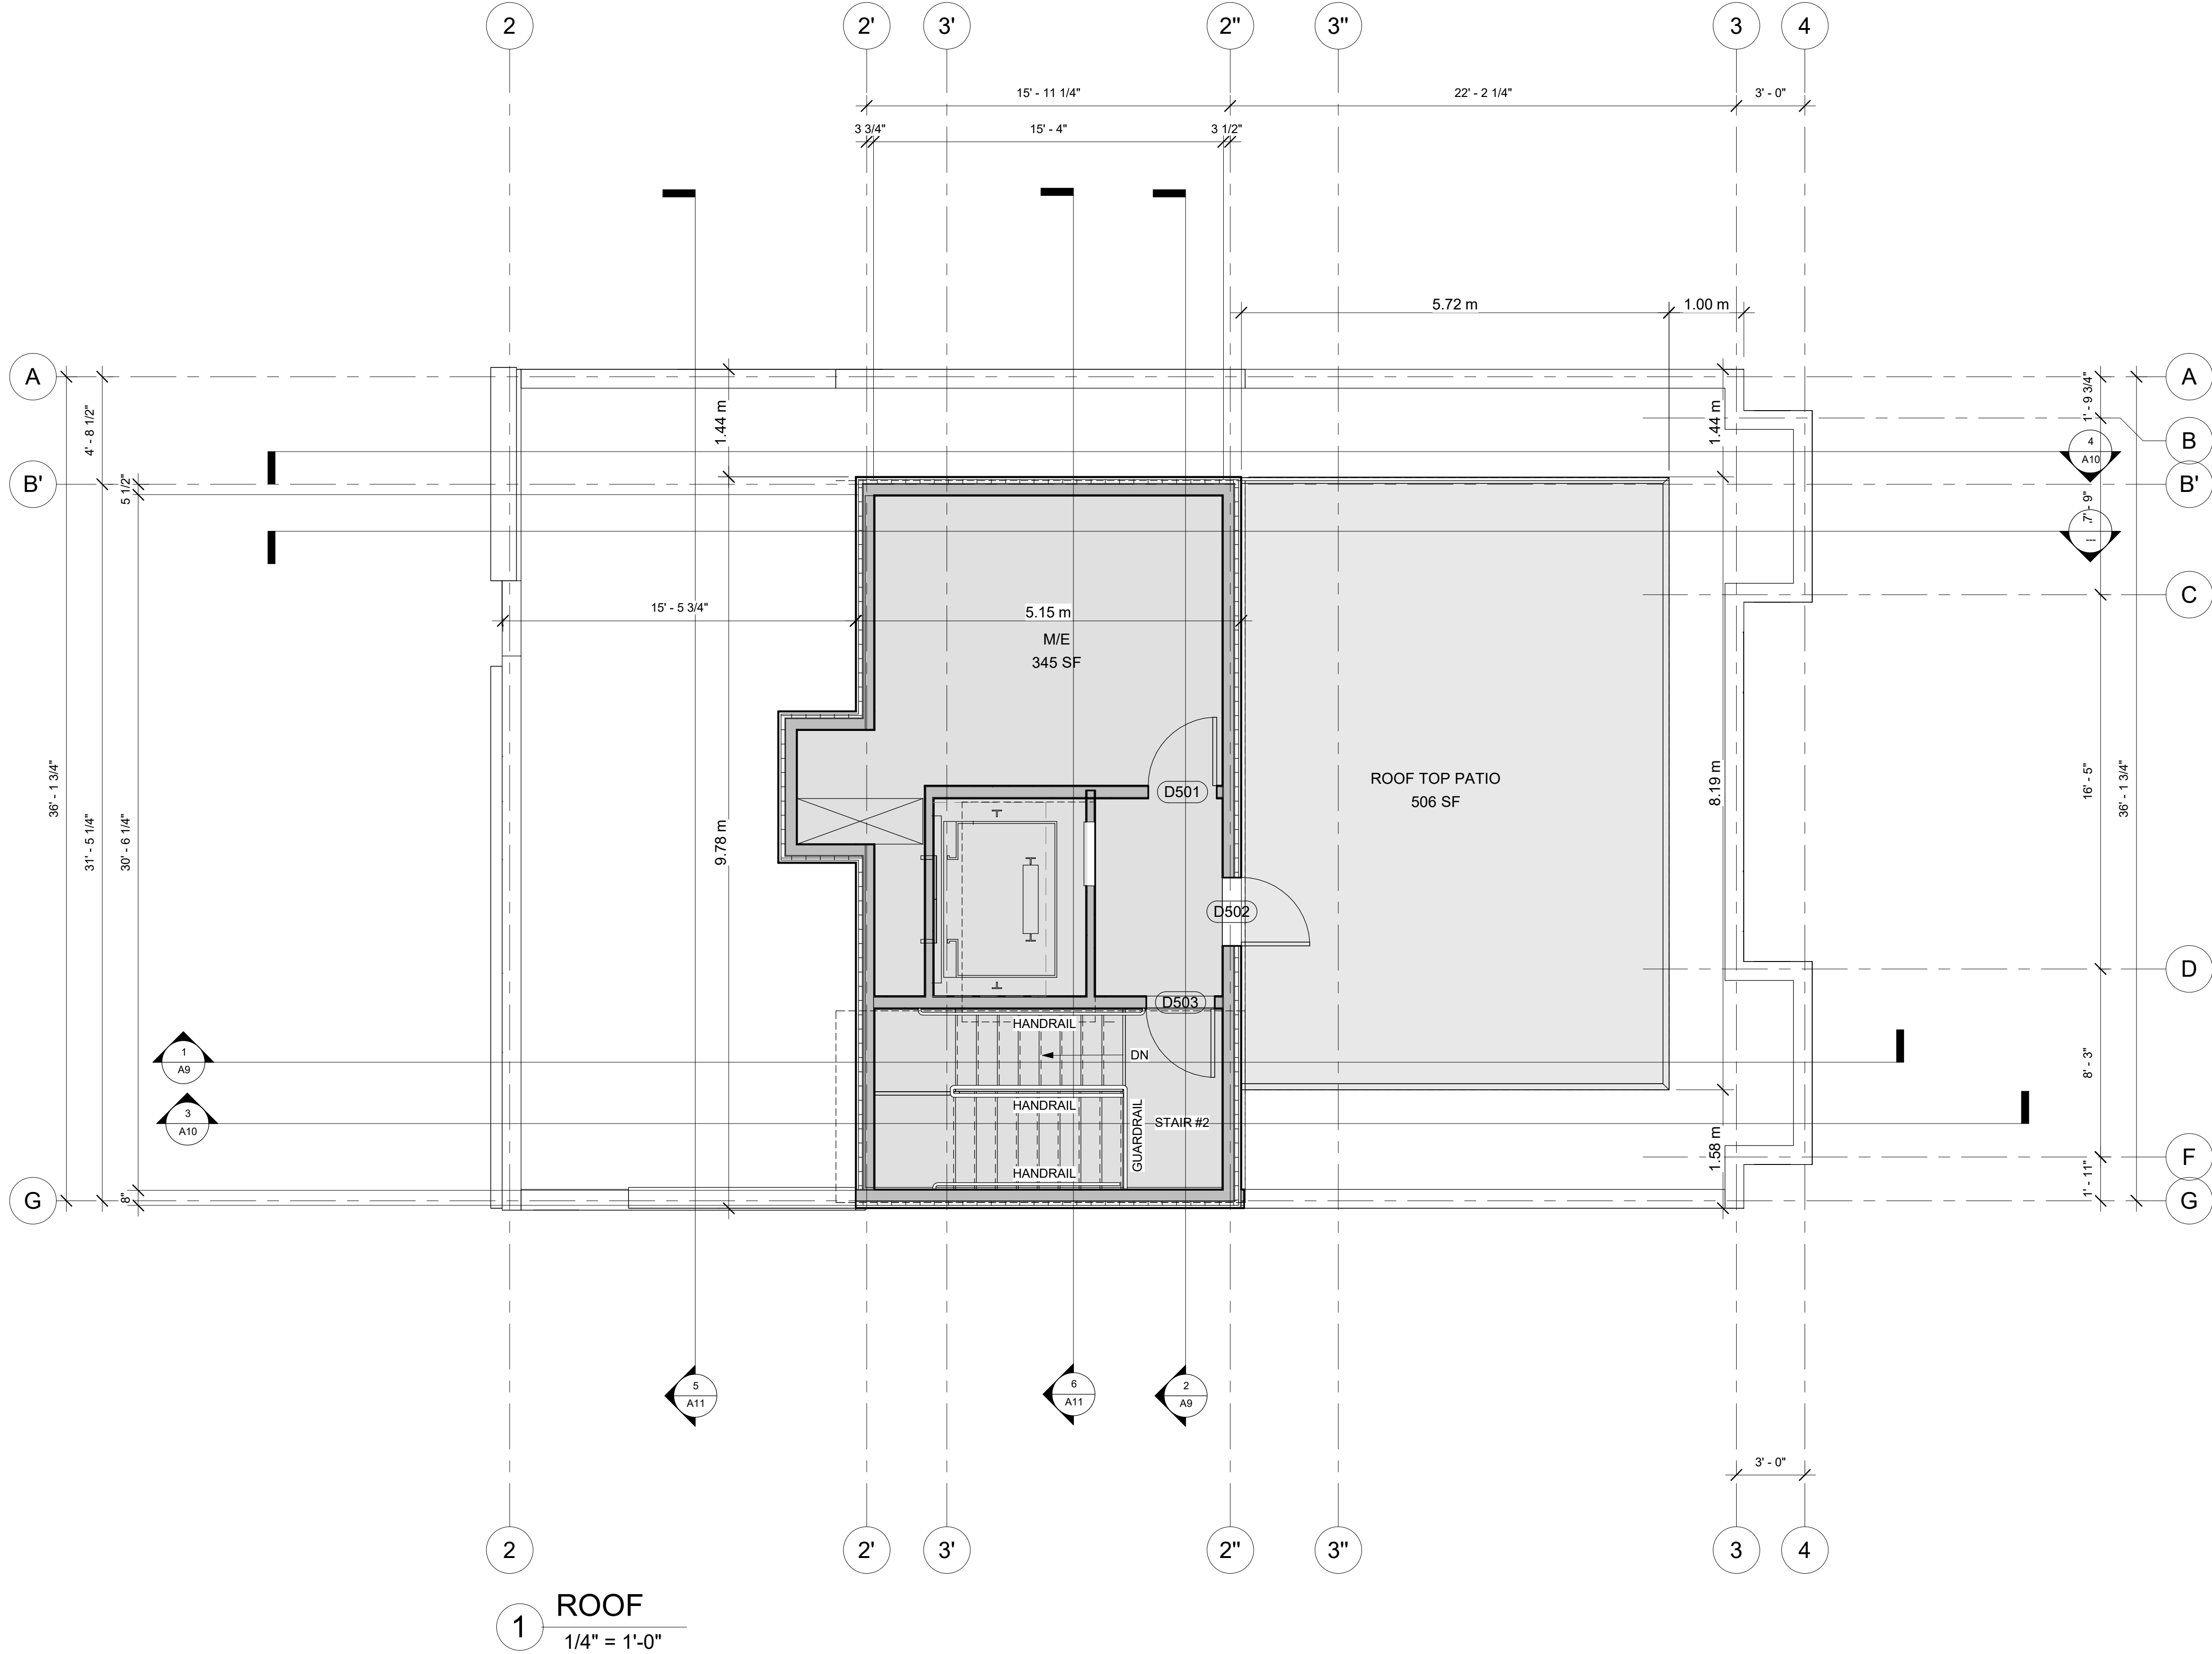 2 2' 3' 2" 3" 3 4
15' - 11 1/4" 22' - 2 1/4" 3' - 0"
3 3/4" 15' - 4" 3 1/2"
5.72 m 1.00 m
A A
4' - 8 1/2" 1.44 m 1.44 m 1' - 9 3/4"
B
4
A10
B' B'
5 1/2" 7' - 9"
---
C
15' - 5 3/4" 5.15 m
M/E
345 SF
36' - 1 3/4" 31' - 5 1/4" 30' - 6 1/4" 9.78 m 8.19 m 16' - 5" 36' - 1 3/4"
ROOF TOP PATIO
506 SF
D501
D502
D
D503
HANDRAIL
DN
1
A9
8' - 3"
HANDRAIL
3
A10
GUARDRAIL STAIR #2
1.58 m
F
HANDRAIL
1' - 11"
G 8" G
5
A11
6
A11
2
A9
3' - 0"
2 2' 3' 2" 3" 3 4
1 ROOF
1/4" = 1'-0"